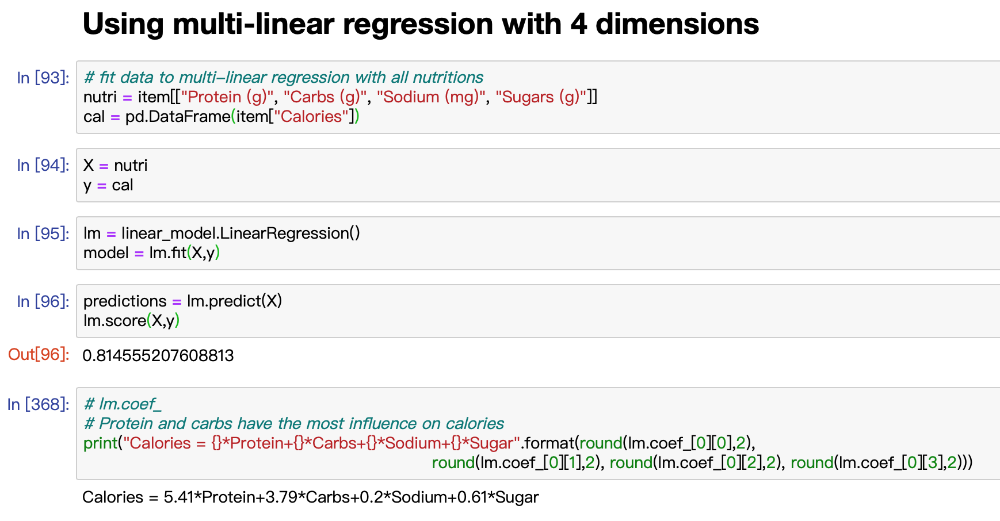 Using multi-linear regression with 4 dimensions
In [93]:
# fit data to multi-linear regression with all nutritions
nutri = item[["Protein (g)", "Carbs (g)", "Sodium (mg)", "Sugars (g)"]]
cal = pd.DataFrame(item["Calories"])
In [94]:
X = nutri
y = cal
In [95]:
lm = linear_model.LinearRegression()
model = lm.fit(X,y)
In [96]:
predictions = lm.predict(X)
lm.score(X,y)
Out[96]:
0.814555207608813
In [368]:
# lm.coef_
# Protein and carbs have the most influence on calories
print("Calories = {}*Protein+{}*Carbs+{}*Sodium+{}*Sugar".format(round(lm.coef_[0][0],2),
round(lm.coef_[0][1],2), round(lm.coef_[0][2],2), round(lm.coef_[0][3],2)))
Calories = 5.41*Protein+3.79*Carbs+0.2*Sodium+0.61*Sugar